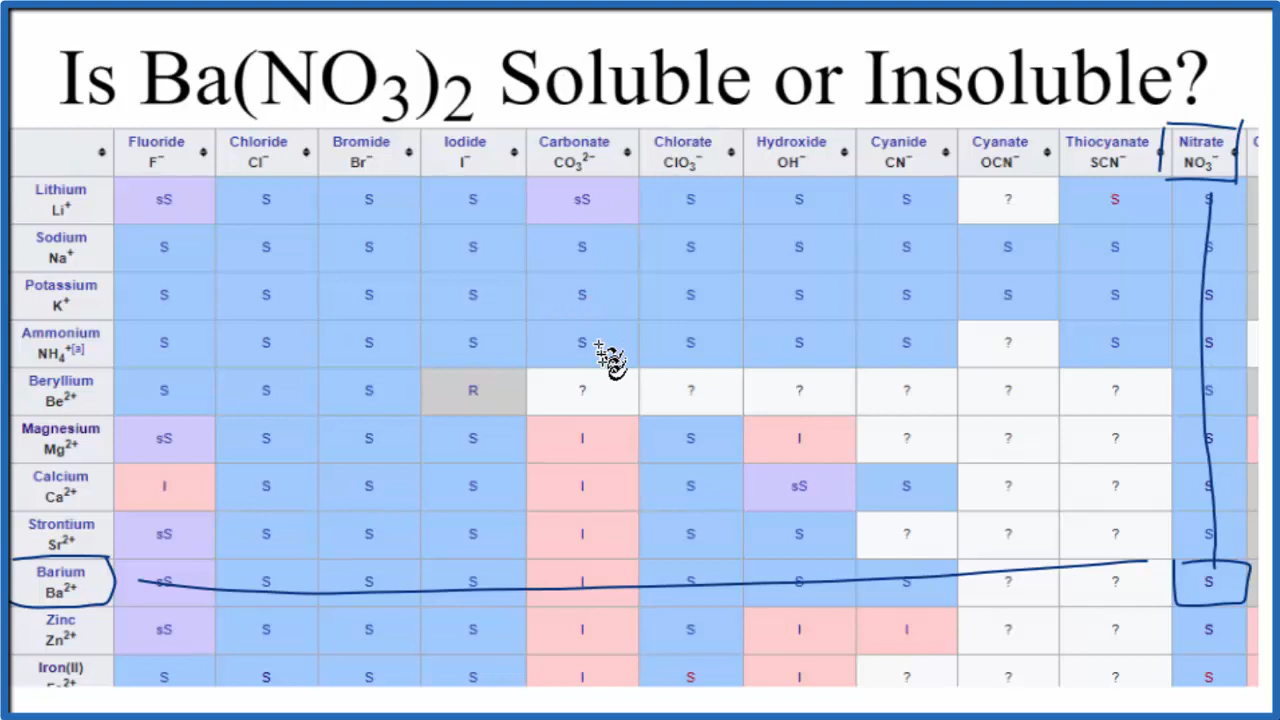 Is Ba(NO₃)₂ Soluble or Insoluble?
Fluoride F⁻ Chloride Cl⁻ Bromide Br⁻ Iodide I⁻ Carbonate CO₃²⁻ Chlorate ClO₃⁻ Hydroxide OH⁻ Cyanide CN⁻ Cyanate OCN⁻ Thiocyanate SCN⁻ Nitrate NO₃⁻
Lithium Li⁺ sS S S S sS S S S ? S S
Sodium Na⁺ S S S S S S S S S S S
Potassium K⁺ S S S S S S S S S S S
Ammonium NH₄⁺[a] S S S S S S S S ? S S
Beryllium Be²⁺ S S S R ? ? ? ? ? ? S
Magnesium Mg²⁺ sS S S S I S I ? ? ? S
Calcium Ca²⁺ I S S S I S sS S ? ? S
Strontium Sr²⁺ sS S S S I S S ? ? ? S
Barium Ba²⁺ sS S S S I S S S ? ? S
Zinc Zn²⁺ sS S S S I S I I ? ? S
Iron(II) S S S S I S I ? ? ? S